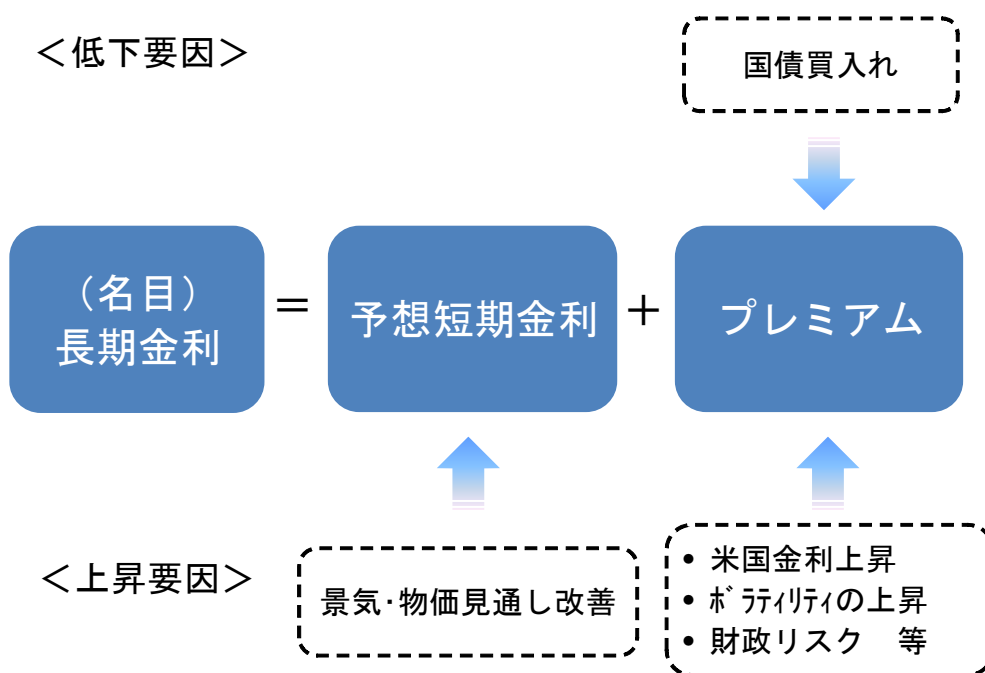 ＜低下要因＞
国債買入れ
（名目）
長期金利
＝
予想短期金利
＋
プレミアム
＜上昇要因＞
景気･物価見通し改善
• 米国金利上昇
• ﾎﾞﾗﾃｨﾘﾃｨの上昇
• 財政リスク　等